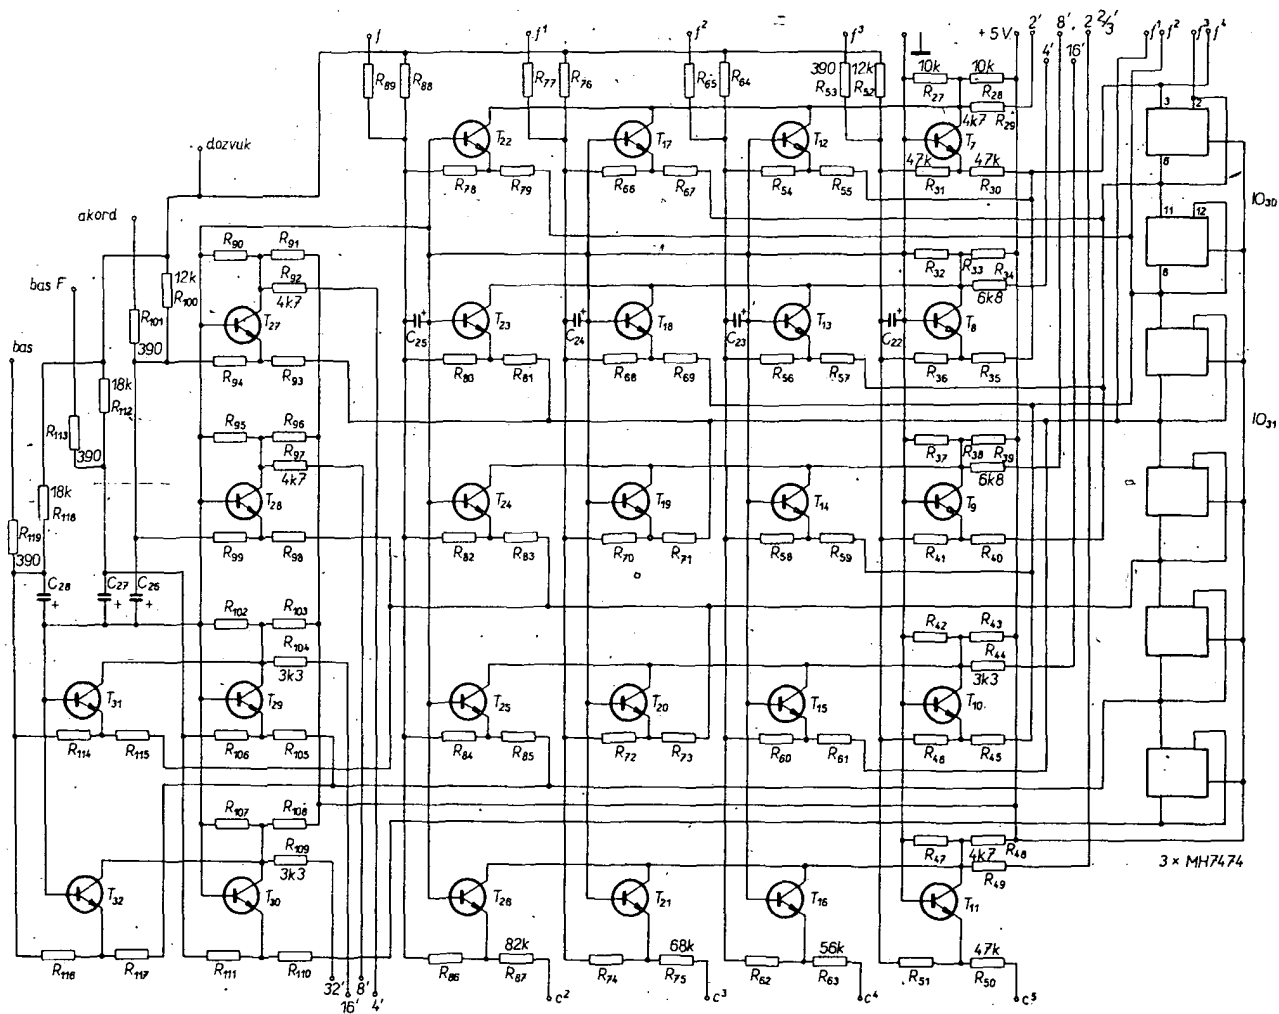 f
f¹
f²
f³
+5V
2'
8'
2 2/3'
4'
16'
f¹ f² f³ f⁴
R89
R88
R77
R76
R65
R64
390
R53
12k
R52
10k
R27
10k
R28
4k7
R29
3
2
T22
T17
T12
T7
dozvuk
47k
R31
47k
R30
6
R78
R79
R66
R67
R54
R55
IO30
akord
11
12
R90
R91
R32
R33
R34
bas F
12k
R100
R92
4k7
6k8
8
R101
390
T27
C25
T23
C24
T18
C23
T13
C22
T8
bas
R94
R93
R80
R81
R68
R69
R56
R57
R36
R35
18k
R112
IO31
R113
390
R95
R96
R37
R38
R39
R97
4k7
6k8
18k
R118
T28
T24
T19
T14
T9
R119
390
R99
R98
R82
R83
R70
R71
R58
R59
R41
R40
C28
C27
C26
R102
R103
R42
R43
R104
3k3
R44
3k3
T31
T29
T25
T20
T15
T10
R114
R115
R106
R105
R84
R85
R72
R73
R60
R61
R46
R45
R107
R108
R47
4k7
R48
R109
3k3
R49
3 × MH7474
T32
T30
T26
T21
T16
T11
R116
R117
R111
R110
R86
82k
R87
R74
68k
R75
R62
56k
R63
R51
47k
R50
32'
16'
8'
4'
c²
c³
c⁴
c⁵